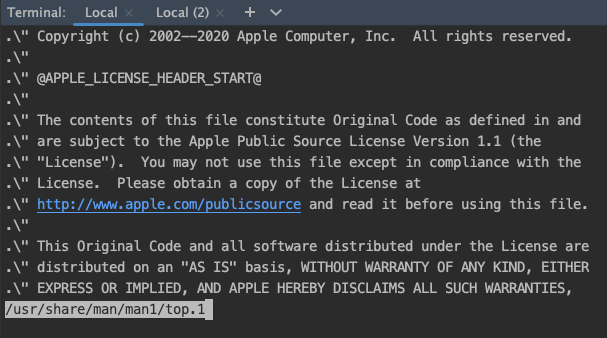 Terminal: Local × Local (2) × + ∨
.\" Copyright (c) 2002––2020 Apple Computer, Inc.  All rights reserved.
.\"
.\" @APPLE_LICENSE_HEADER_START@
.\"
.\" The contents of this file constitute Original Code as defined in and
.\" are subject to the Apple Public Source License Version 1.1 (the
.\" "License").  You may not use this file except in compliance with the
.\" License.  Please obtain a copy of the License at
.\" http://www.apple.com/publicsource and read it before using this file.
.\"
.\" This Original Code and all software distributed under the License are
.\" distributed on an "AS IS" basis, WITHOUT WARRANTY OF ANY KIND, EITHER
.\" EXPRESS OR IMPLIED, AND APPLE HEREBY DISCLAIMS ALL SUCH WARRANTIES,
/usr/share/man/man1/top.1